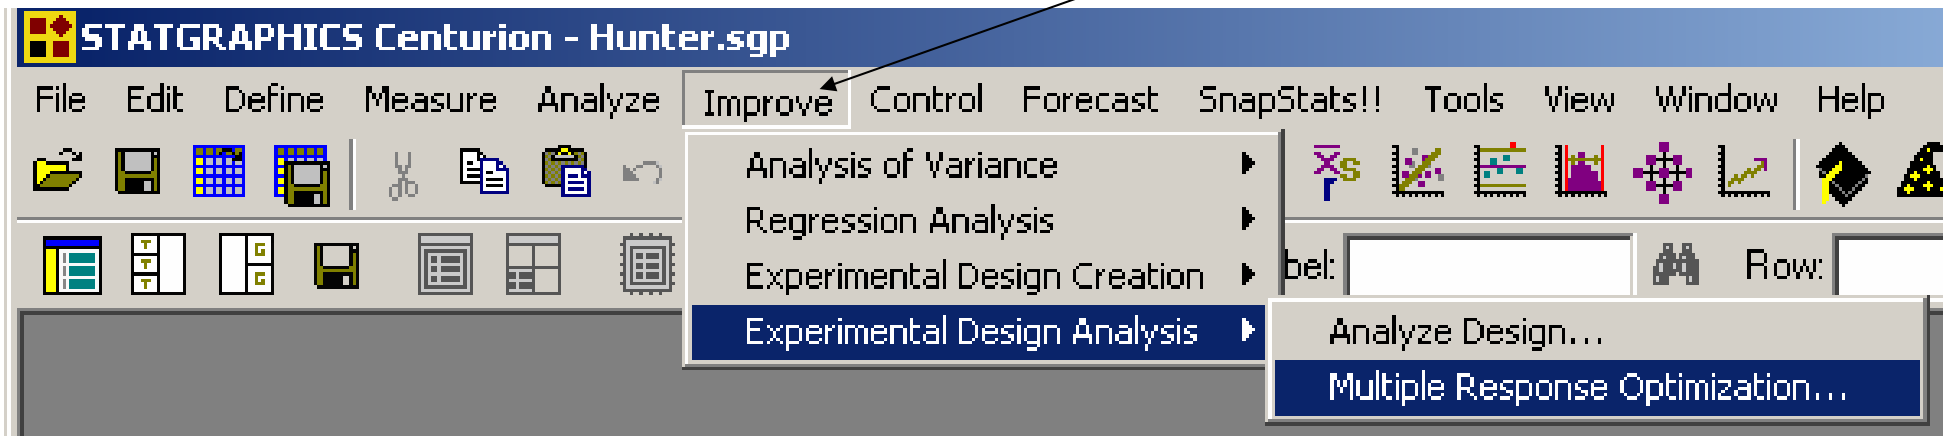 STATGRAPHICS Centurion - Hunter.sgp
File Edit Define Measure Analyze Improve Control Forecast SnapStats!! Tools View Window Help
Analysis of Variance
Regression Analysis
Experimental Design Creation
bel: Row:
Experimental Design Analysis
Analyze Design...
Multiple Response Optimization...